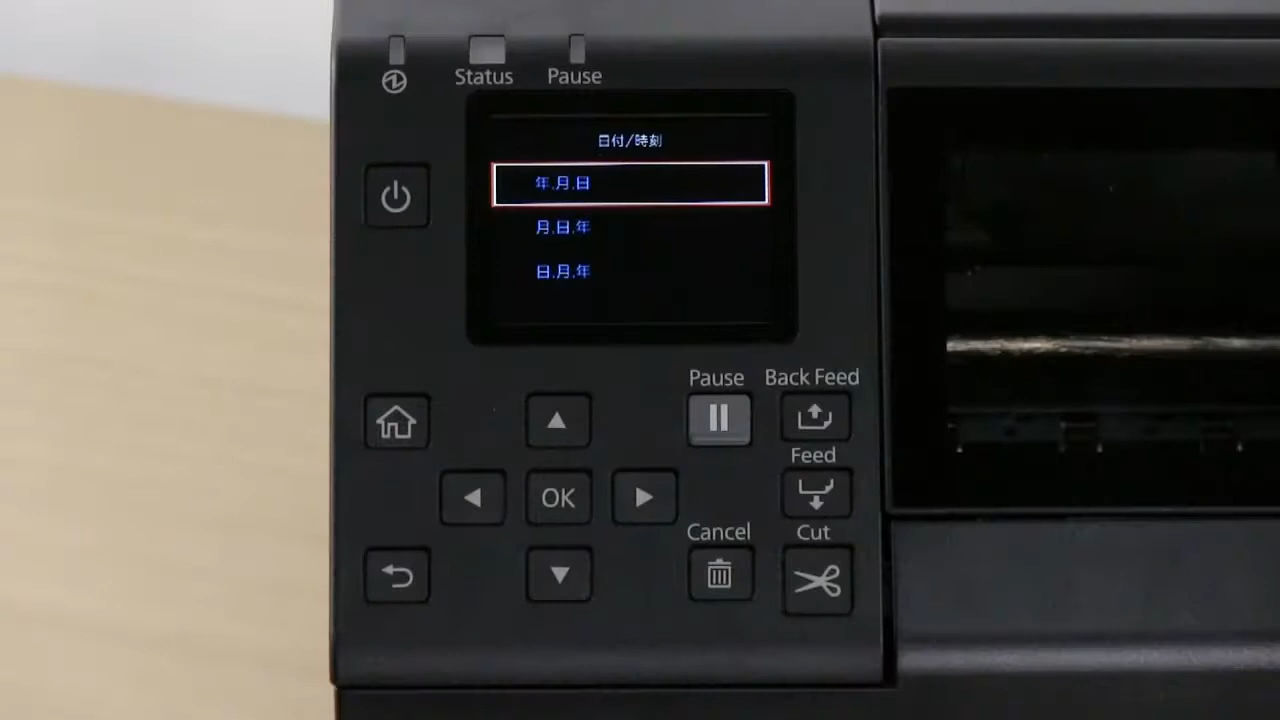 Status
Pause
日付/時刻
年.月.日
月.日.年
日.月.年
Pause
Back Feed
Feed
OK
Cancel
Cut